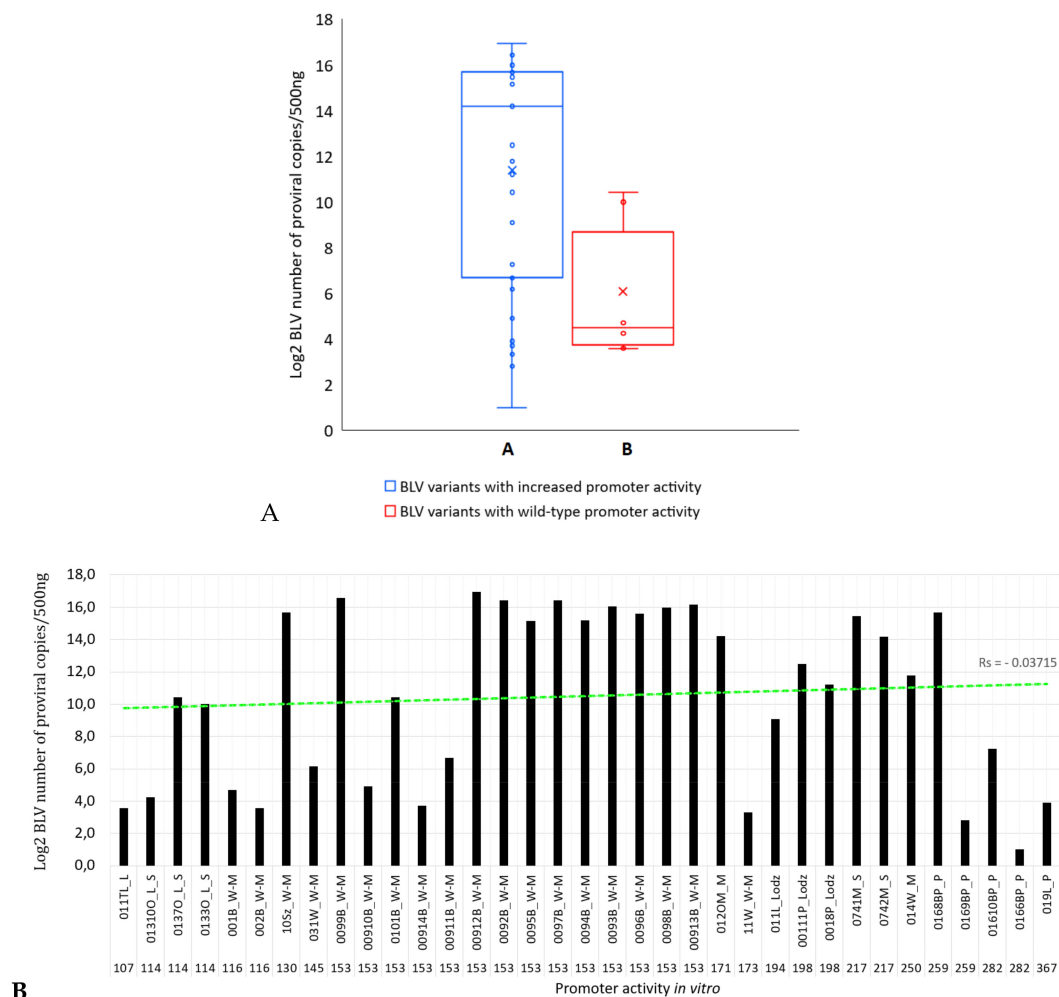 18
16
14
12
10
8
6
4
2
0
Log2 BLV number of proviral copies/500ng
A B
BLV variants with increased promoter activity
BLV variants with wild-type promoter activity
A
18,0
16,0
14,0
12,0
10,0
8,0
6,0
4,0
2,0
0,0
Log2 BLV number of proviral copies/500ng
Rs = - 0.03715
011TI_L
01310O_L_S
0137O_L_S
0133O_L_S
001B_W-M
002B_W-M
10Sz_W-M
031W_W-M
0099B_W-M
00910B_W-M
0101B_W-M
00914B_W-M
00911B_W-M
00912B_W-M
0092B_W-M
0095B_W-M
0097B_W-M
0094B_W-M
0093B_W-M
0096B_W-M
0098B_W-M
00913B_W-M
012OM_M
11W_W-M
011L_Lodz
00111P_Lodz
0018P_Lodz
0741M_S
0742M_S
014W_M
0168BP_P
0169BP_P
01610BP_P
0166BP_P
019L_P
107 114 114 114 116 116 130 145 153 153 153 153 153 153 153 153 153 153 153 153 153 153 171 173 194 198 198 217 217 250 259 259 282 282 367
Promoter activity in vitro
B